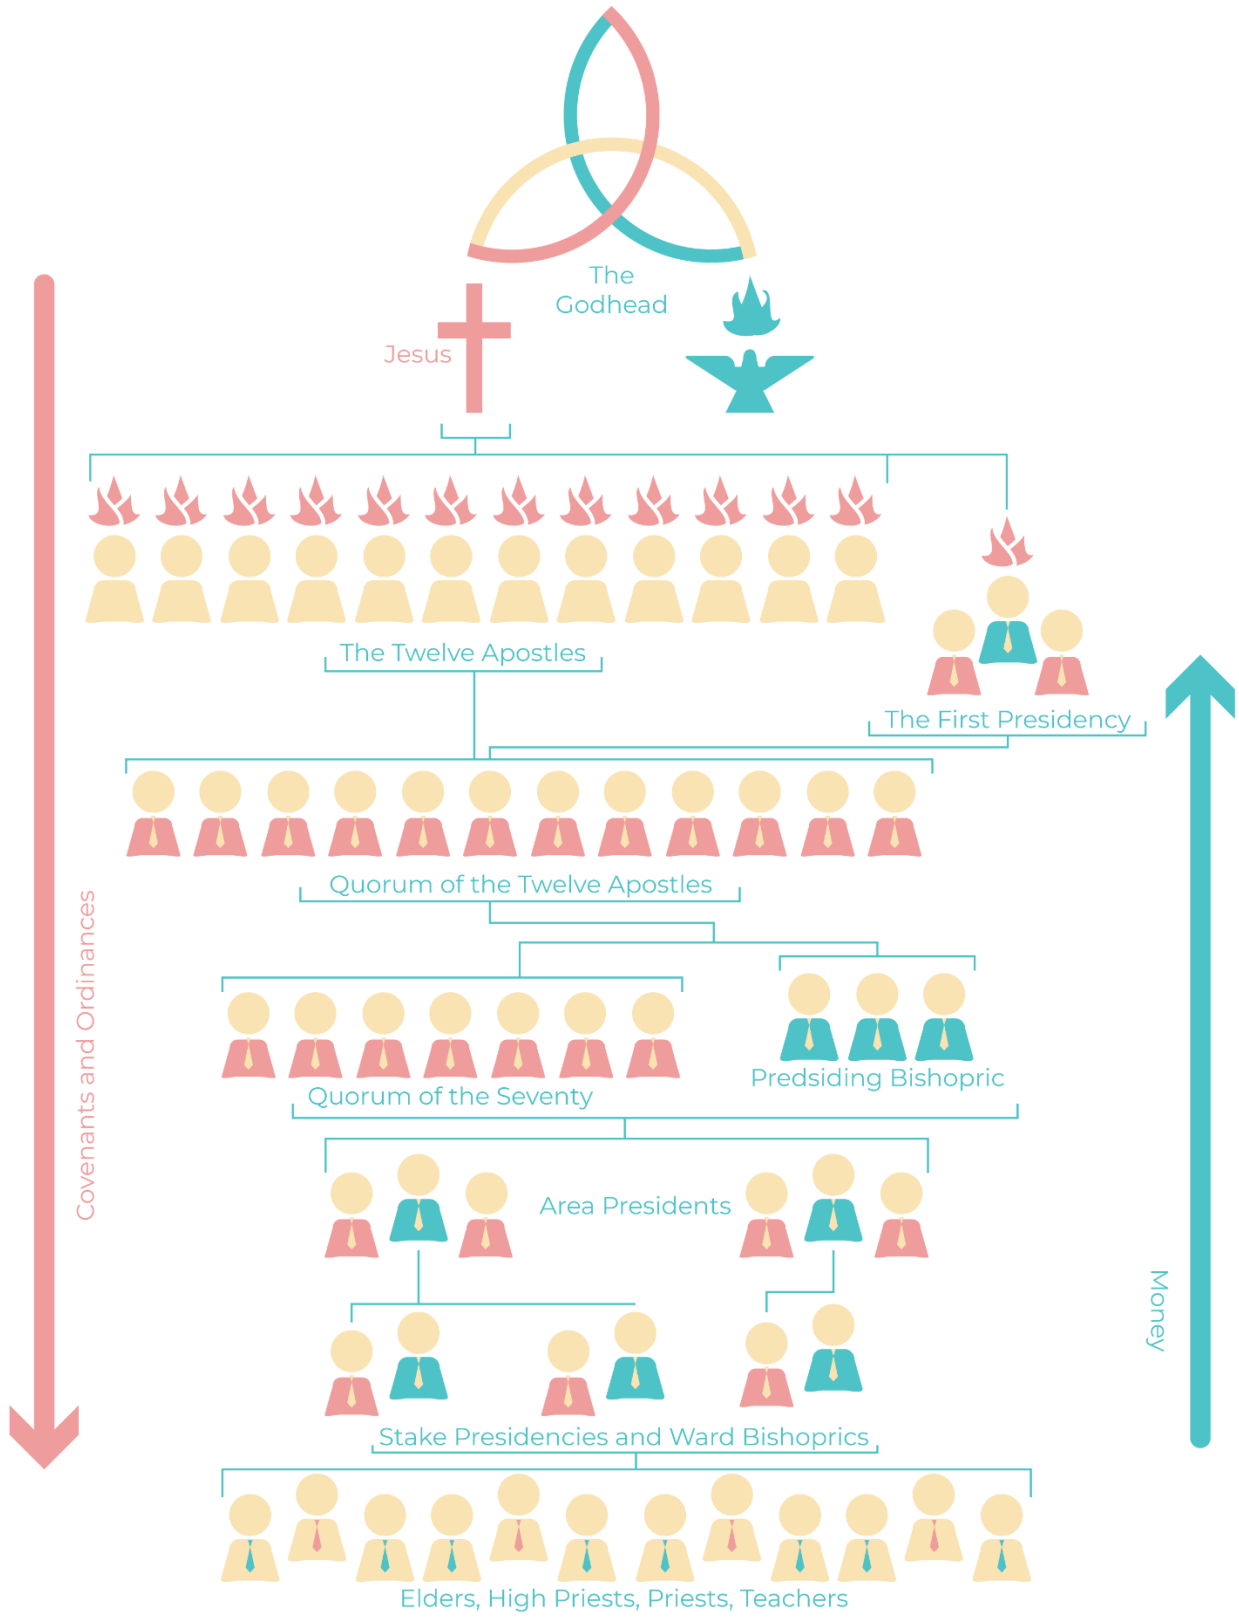 The
Godhead
Jesus
The Twelve Apostles
The First Presidency
Quorum of the Twelve Apostles
Quorum of the Seventy
Predsiding Bishopric
Area Presidents
Stake Presidencies and Ward Bishoprics
Elders, High Priests, Priests, Teachers
Covenants and Ordinances
Money